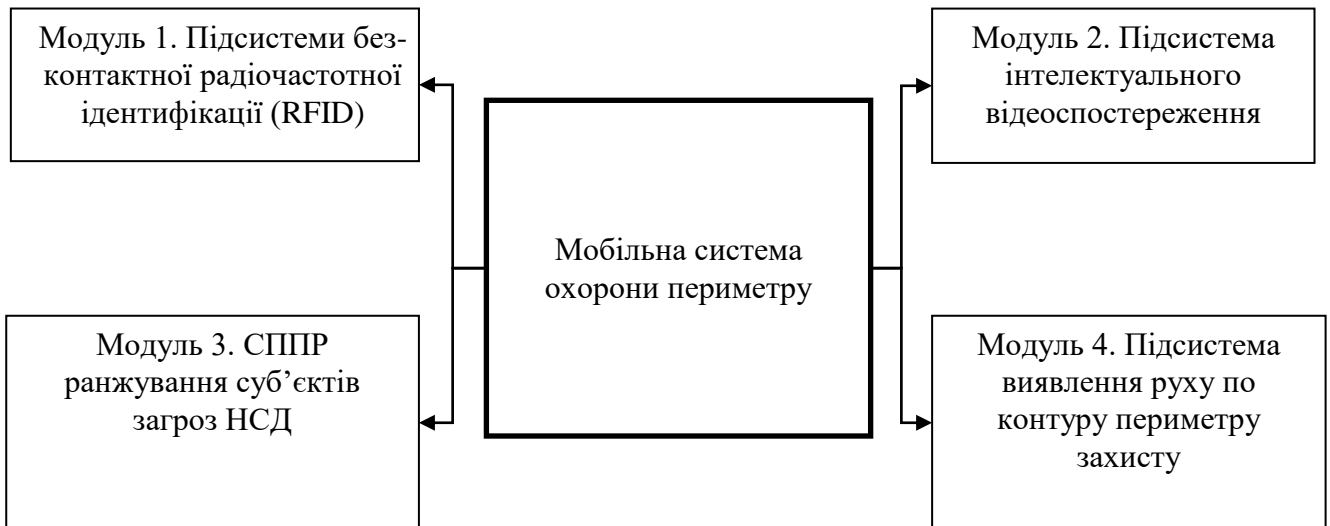 Модуль 1. Підсистеми без-
контактної радіочастотної
ідентифікації (RFID)
Модуль 2. Підсистема
інтелектуального
відеоспостереження
Мобільна система
охорони периметру
Модуль 3. СППР
ранжування суб’єктів
загроз НСД
Модуль 4. Підсистема
виявлення руху по
контуру периметру
захисту